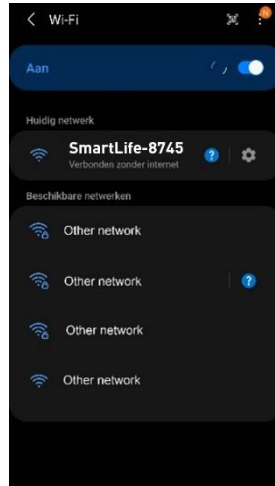 Wi-Fi
N
Aan
Huidig netwerk
SmartLife-8745
Verbonden zonder internet
?
Beschikbare netwerken
Other network
Other network
?
Other network
Other network